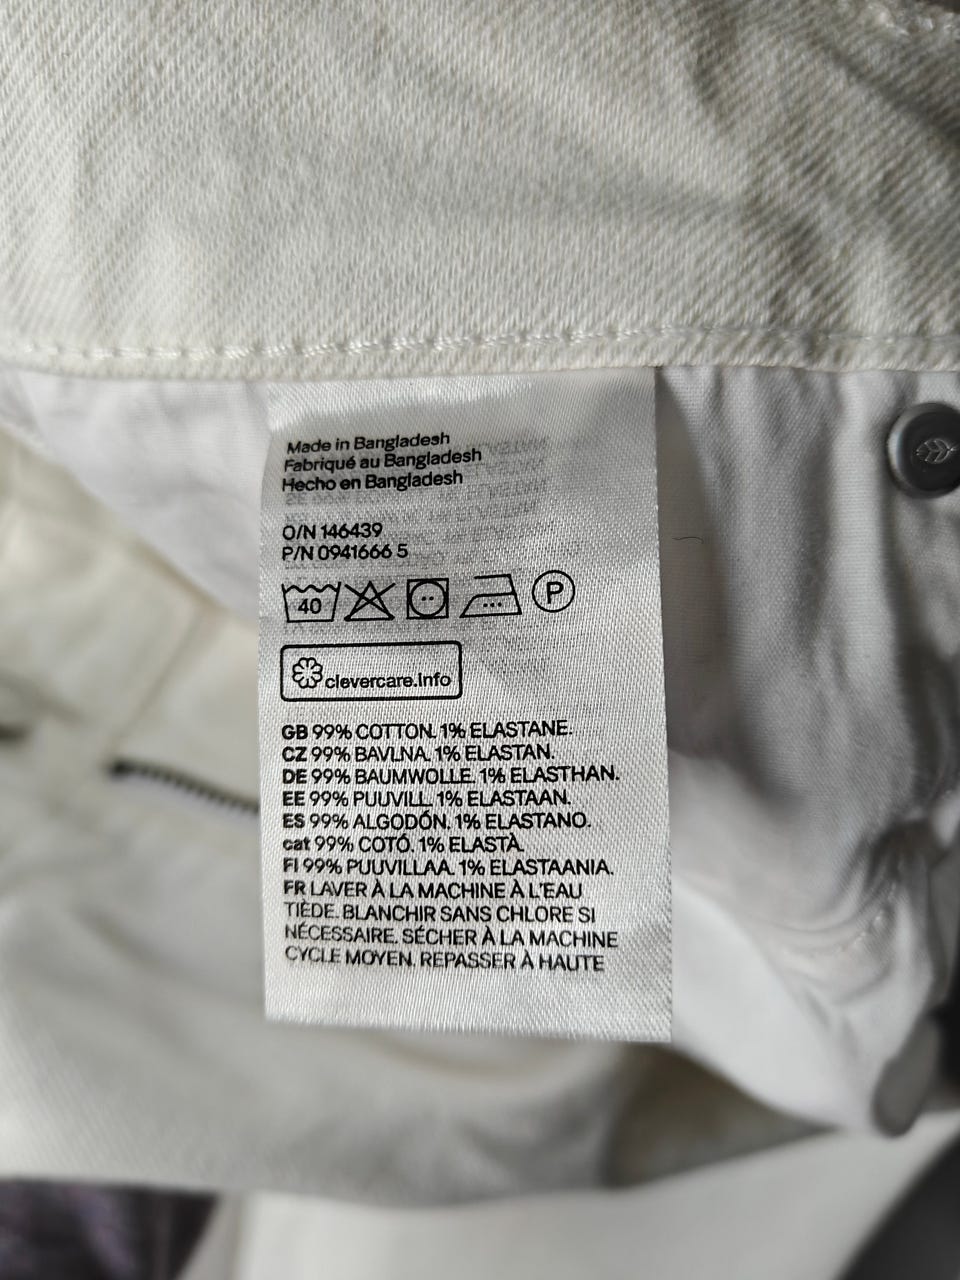 Made in Bangladesh
Fabriqué au Bangladesh
Hecho en Bangladesh
O/N 146439
P/N 0941666 5
40 P
clevercare.info
GB 99% COTTON. 1% ELASTANE.
CZ 99% BAVLNA. 1% ELASTAN.
DE 99% BAUMWOLLE. 1% ELASTHAN.
EE 99% PUUVILL. 1% ELASTAAN.
ES 99% ALGODÓN. 1% ELASTANO.
cat 99% COTÓ. 1% ELASTÀ.
FI 99% PUUVILLAA. 1% ELASTAANIA.
FR LAVER À LA MACHINE À L'EAU
TIÈDE. BLANCHIR SANS CHLORE SI
NÉCESSAIRE. SÉCHER À LA MACHINE
CYCLE MOYEN. REPASSER À HAUTE